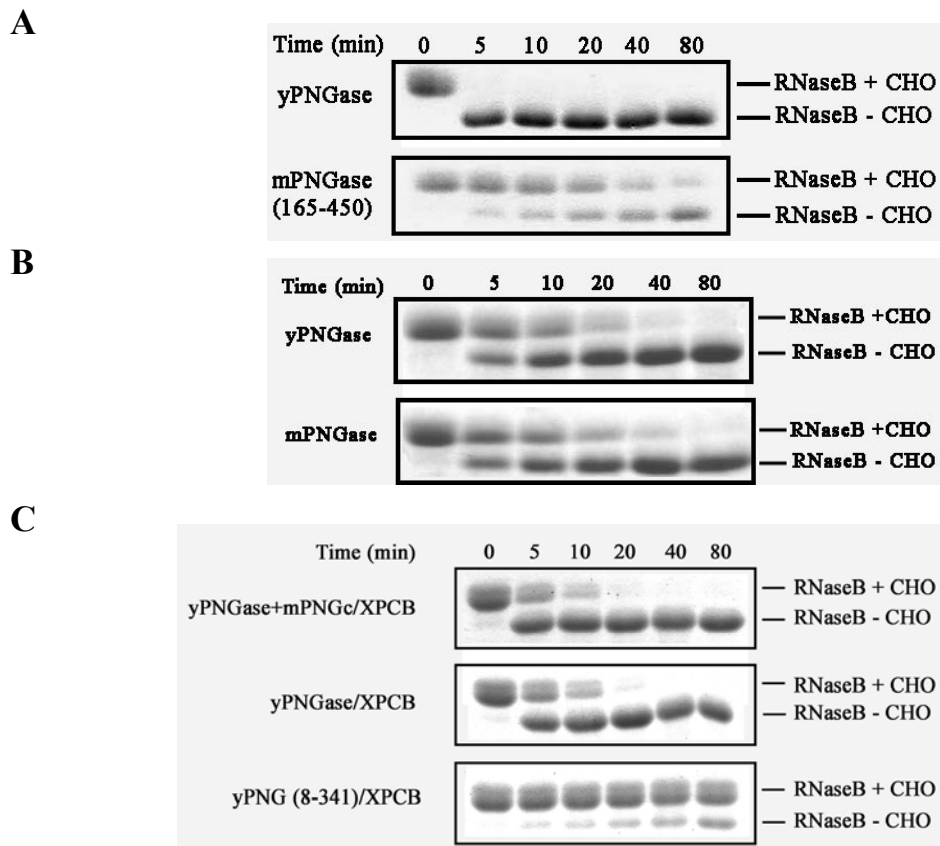 A
Time (min) 0 5 10 20 40 80
yPNGase
RNaseB + CHO
RNaseB - CHO
mPNGase
(165-450)
RNaseB + CHO
RNaseB - CHO
B
Time (min) 0 5 10 20 40 80
yPNGase
RNaseB +CHO
RNaseB - CHO
mPNGase
RNaseB +CHO
RNaseB - CHO
C
Time (min) 0 5 10 20 40 80
yPNGase+mPNGc/XPCB
RNaseB + CHO
RNaseB - CHO
yPNGase/XPCB
RNaseB + CHO
RNaseB - CHO
yPNG (8-341)/XPCB
RNaseB + CHO
RNaseB - CHO